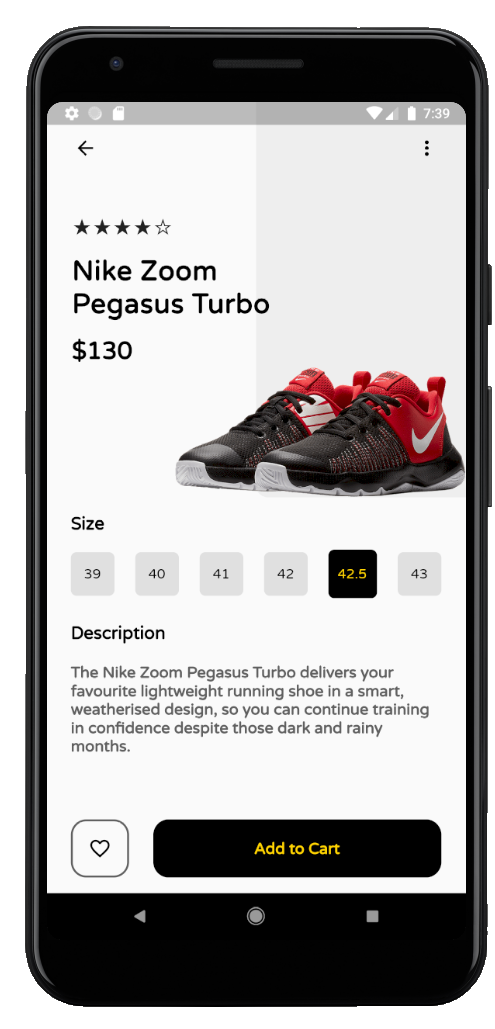 7:39
★★★★☆
Nike Zoom
Pegasus Turbo
$130
Size
39 40 41 42 42.5 43
Description
The Nike Zoom Pegasus Turbo delivers your
favourite lightweight running shoe in a smart,
weatherised design, so you can continue training
in confidence despite those dark and rainy
months.
Add to Cart